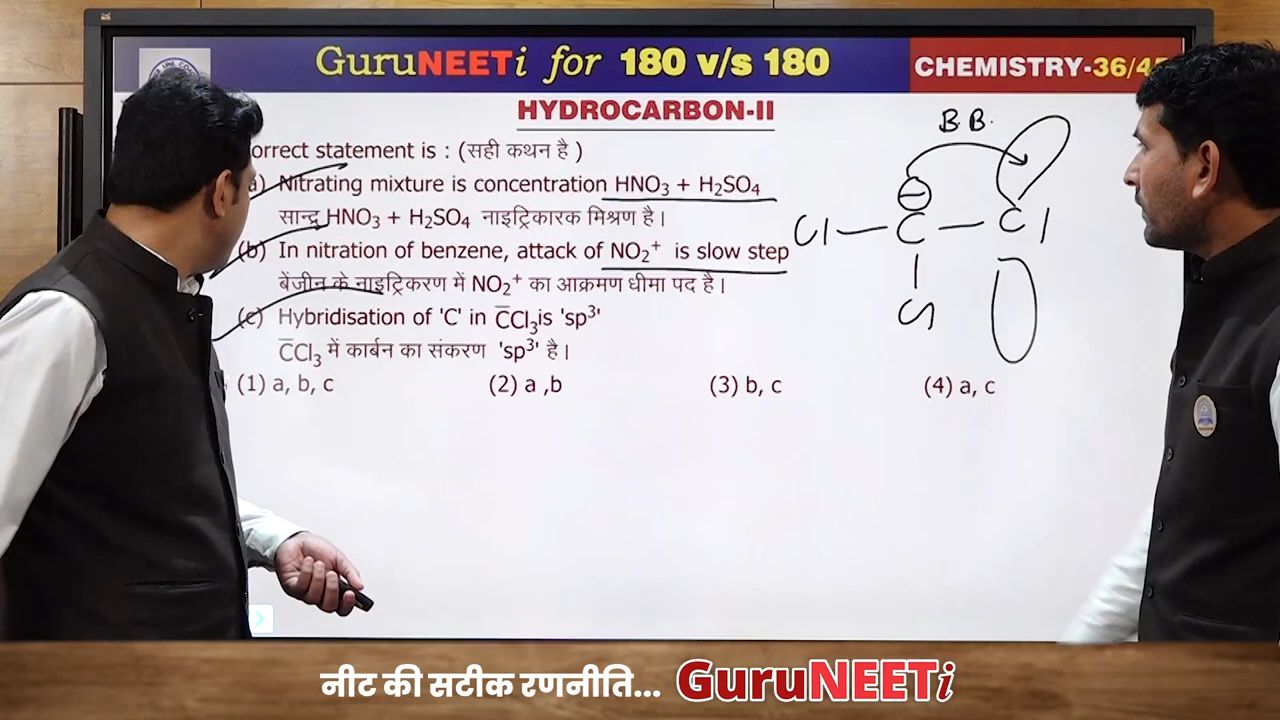 GuruNEETi for 180 v/s 180
CHEMISTRY-36/45
HYDROCARBON-II
orrect statement is : (सही कथन है )
a) Nitrating mixture is concentration HNO₃ + H₂SO₄
सान्द्र HNO₃ + H₂SO₄ नाइट्रिकारक मिश्रण है।
(b) In nitration of benzene, attack of NO₂⁺ is slow step
बेंजीन के नाइट्रिकरण में NO₂⁺ का आक्रमण धीमा पद है।
(c) Hybridisation of 'C' in C̅Cl₃is 'sp³'
C̅Cl₃ में कार्बन का संकरण 'sp³' है।
(1) a, b, c (2) a ,b (3) b, c (4) a, c
B.B.
⊖
Cl — C — Cl
|
Cl
नीट की सटीक रणनीति... GuruNEETi